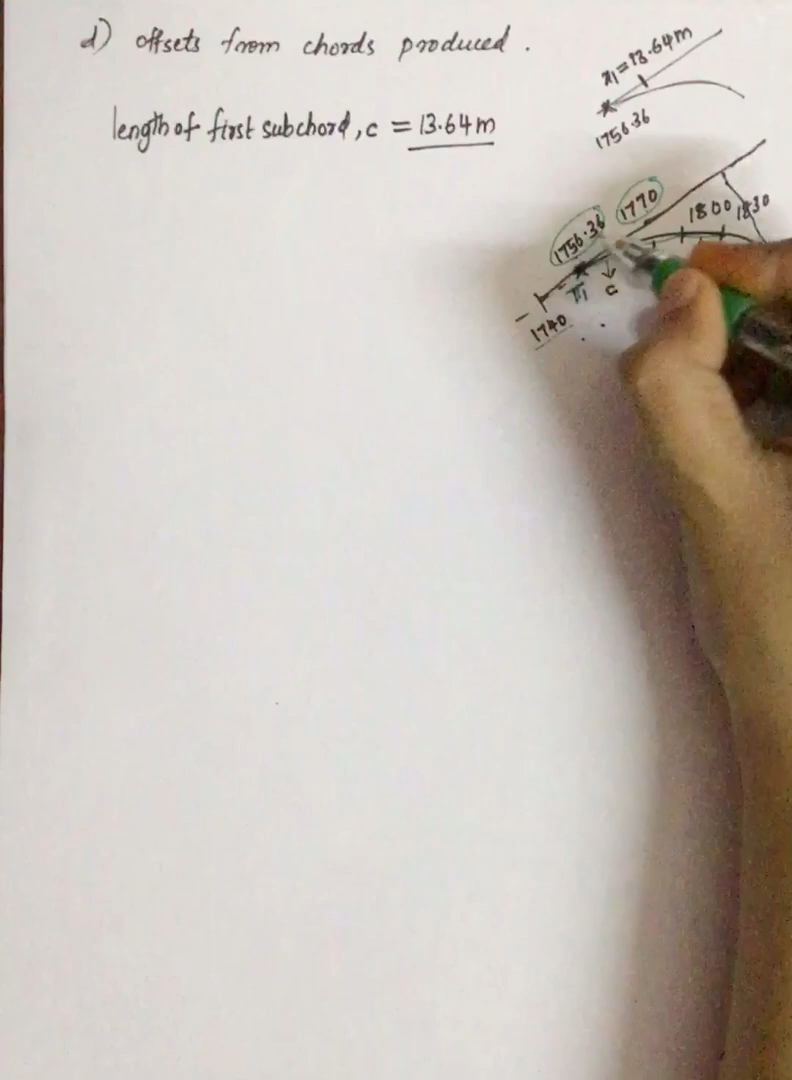 d) offsets from chords produced.
x1 = 13.64m
1756.36
length of first subchord, c = 13.64m
1756.36 1770 1800 1830
T1 c
1740